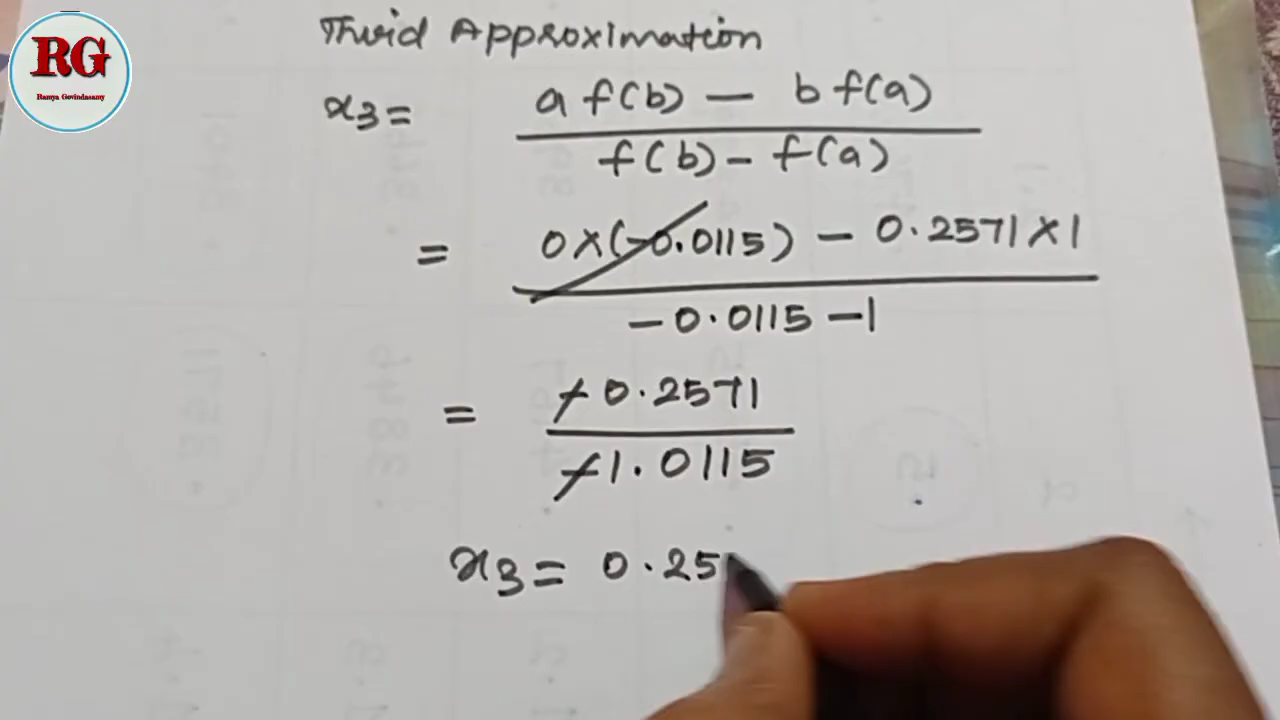 RG
Ramya Govindasamy
Third Approximation
x3 = a f(b) - b f(a)
f(b) - f(a)
= 0 x (-0.0115) - 0.2571 x 1
-0.0115 - 1
= -0.2571
-1.0115
x3 = 0.25